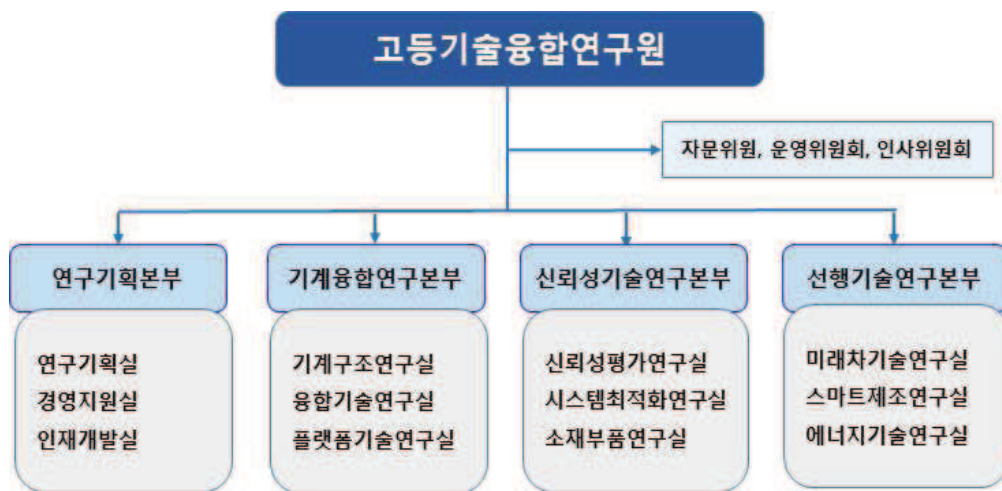 고등기술융합연구원
자문위원, 운영위원회, 인사위원회
연구기획본부
연구기획실
경영지원실
인재개발실
기계융합연구본부
기계구조연구실
융합기술연구실
플랫폼기술연구실
신뢰성기술연구본부
신뢰성평가연구실
시스템최적화연구실
소재부품연구실
선행기술연구본부
미래차기술연구실
스마트제조연구실
에너지기술연구실